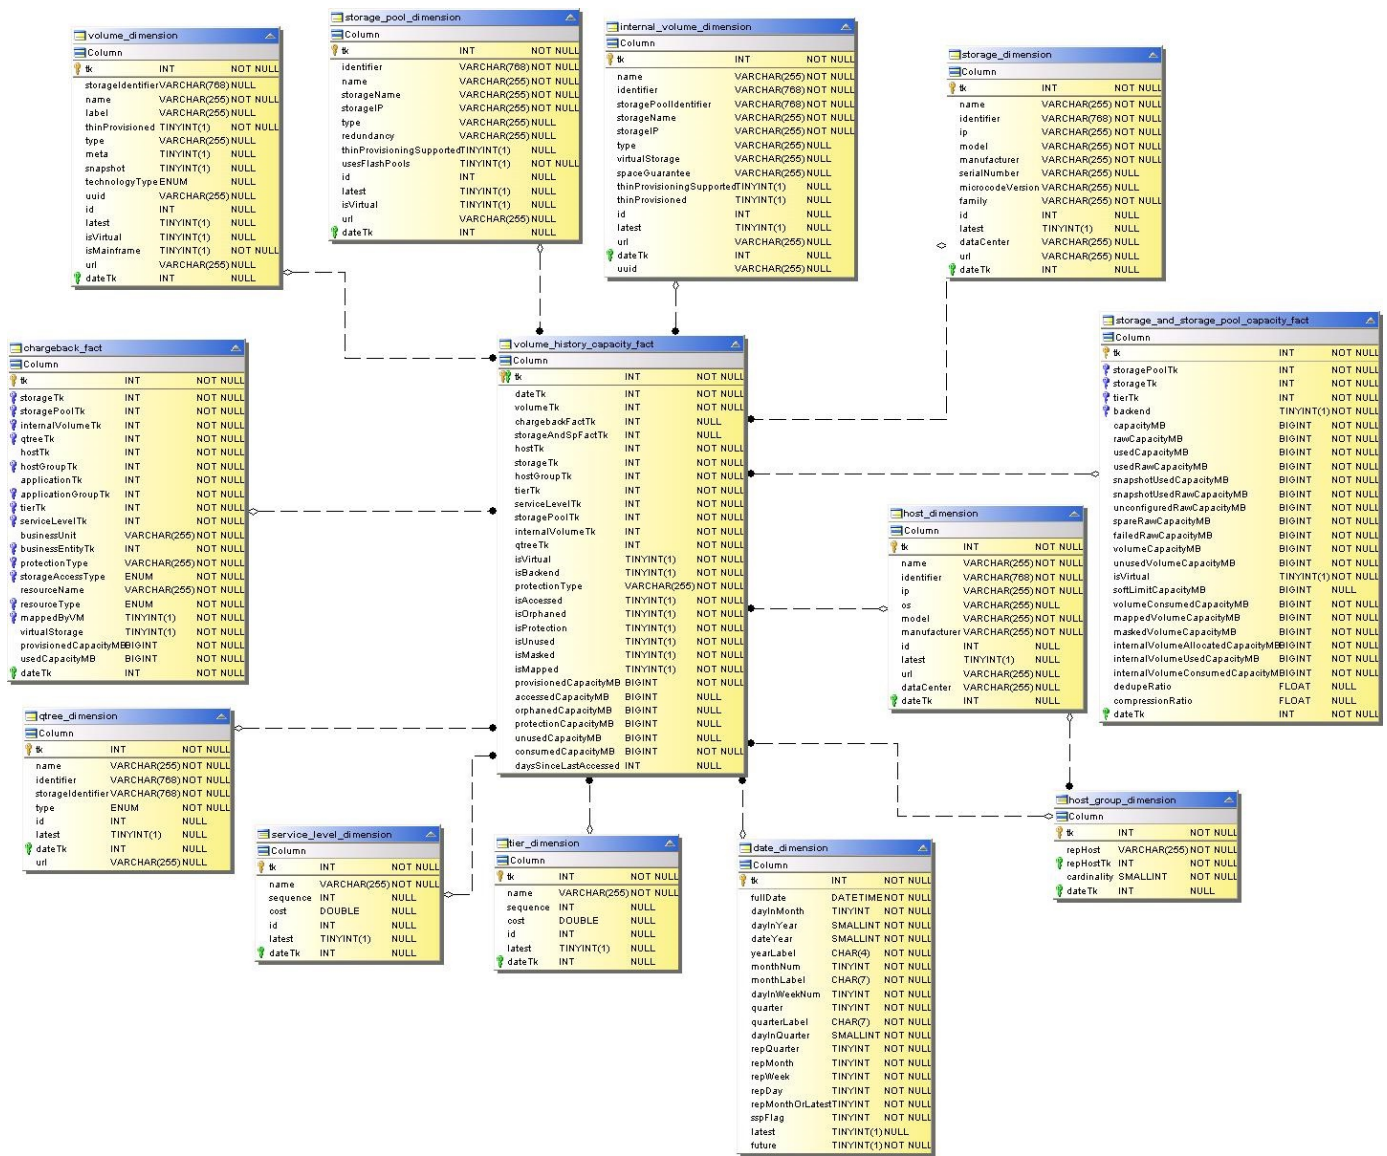 volume_dimension
Column
tk INT NOT NULL
storageIdentifier VARCHAR(768) NULL
name VARCHAR(255) NOT NULL
label VARCHAR(255) NULL
thinProvisioned TINYINT(1) NOT NULL
type VARCHAR(255) NULL
meta TINYINT(1) NULL
snapshot TINYINT(1) NULL
technologyType ENUM NULL
uuid VARCHAR(255) NULL
id INT NULL
latest TINYINT(1) NULL
isVirtual TINYINT(1) NULL
isMainframe TINYINT(1) NOT NULL
url VARCHAR(255) NULL
dateTk INT NULL
storage_pool_dimension
Column
tk INT NOT NULL
identifier VARCHAR(768) NOT NULL
name VARCHAR(255) NOT NULL
storageName VARCHAR(255) NOT NULL
storageIP VARCHAR(255) NOT NULL
type VARCHAR(255) NULL
redundancy VARCHAR(255) NULL
thinProvisioningSupported TINYINT(1) NULL
usesFlashPools TINYINT(1) NOT NULL
id INT NULL
latest TINYINT(1) NULL
isVirtual TINYINT(1) NULL
url VARCHAR(255) NULL
dateTk INT NULL
internal_volume_dimension
Column
tk INT NOT NULL
name VARCHAR(255) NOT NULL
identifier VARCHAR(768) NOT NULL
storagePoolIdentifier VARCHAR(768) NOT NULL
storageName VARCHAR(255) NOT NULL
storageIP VARCHAR(255) NOT NULL
type VARCHAR(255) NULL
virtualStorage VARCHAR(255) NULL
spaceGuarantee VARCHAR(255) NULL
thinProvisioningSupported TINYINT(1) NULL
thinProvisioned TINYINT(1) NULL
id INT NULL
latest TINYINT(1) NULL
url VARCHAR(255) NULL
dateTk INT NULL
uuid VARCHAR(255) NULL
storage_dimension
Column
tk INT NOT NULL
name VARCHAR(255) NOT NULL
identifier VARCHAR(768) NOT NULL
ip VARCHAR(255) NOT NULL
model VARCHAR(255) NOT NULL
manufacturer VARCHAR(255) NOT NULL
serialNumber VARCHAR(255) NULL
microcodeVersion VARCHAR(255) NULL
family VARCHAR(255) NOT NULL
id INT NULL
latest TINYINT(1) NULL
dataCenter VARCHAR(255) NULL
url VARCHAR(255) NULL
dateTk INT NULL
chargeback_fact
Column
tk INT NOT NULL
storageTk INT NOT NULL
storagePoolTk INT NOT NULL
internalVolumeTk INT NOT NULL
qtreeTk INT NOT NULL
hostTk INT NOT NULL
hostGroupTk INT NOT NULL
applicationTk INT NOT NULL
applicationGroupTk INT NOT NULL
tierTk INT NOT NULL
serviceLevelTk INT NOT NULL
businessUnit VARCHAR(255) NOT NULL
businessEntityTk INT NOT NULL
protectionType VARCHAR(255) NOT NULL
storageAccessType ENUM NOT NULL
resourceName VARCHAR(255) NOT NULL
resourceType ENUM NOT NULL
mappedByVM TINYINT(1) NOT NULL
virtualStorage TINYINT(1) NOT NULL
provisionedCapacityMB BIGINT NOT NULL
usedCapacityMB BIGINT NOT NULL
dateTk INT NOT NULL
volume_history_capacity_fact
Column
tk INT NOT NULL
dateTk INT NOT NULL
volumeTk INT NOT NULL
chargebackFactTk INT NULL
storageAndSpFactTk INT NULL
hostTk INT NOT NULL
storageTk INT NOT NULL
hostGroupTk INT NOT NULL
tierTk INT NOT NULL
serviceLevelTk INT NOT NULL
storagePoolTk INT NOT NULL
internalVolumeTk INT NOT NULL
qtreeTk INT NOT NULL
isVirtual TINYINT(1) NOT NULL
isBackend TINYINT(1) NOT NULL
protectionType VARCHAR(255) NOT NULL
isAccessed TINYINT(1) NOT NULL
isOrphaned TINYINT(1) NOT NULL
isProtection TINYINT(1) NOT NULL
isUnused TINYINT(1) NOT NULL
isMasked TINYINT(1) NOT NULL
isMapped TINYINT(1) NOT NULL
provisionedCapacityMB BIGINT NOT NULL
accessedCapacityMB BIGINT NULL
orphanedCapacityMB BIGINT NULL
protectionCapacityMB BIGINT NULL
unusedCapacityMB BIGINT NULL
consumedCapacityMB BIGINT NOT NULL
daysSinceLastAccessed INT NULL
storage_and_storage_pool_capacity_fact
Column
tk INT NOT NULL
storagePoolTk INT NOT NULL
storageTk INT NOT NULL
tierTk INT NOT NULL
backend TINYINT(1) NOT NULL
capacityMB BIGINT NOT NULL
rawCapacityMB BIGINT NOT NULL
usedCapacityMB BIGINT NOT NULL
usedRawCapacityMB BIGINT NOT NULL
snapshotUsedCapacityMB BIGINT NOT NULL
snapshotUsedRawCapacityMB BIGINT NOT NULL
unconfiguredRawCapacityMB BIGINT NOT NULL
spareRawCapacityMB BIGINT NOT NULL
failedRawCapacityMB BIGINT NOT NULL
volumeCapacityMB BIGINT NOT NULL
unusedVolumeCapacityMB BIGINT NOT NULL
isVirtual TINYINT(1) NOT NULL
softLimitCapacityMB BIGINT NULL
volumeConsumedCapacityMB BIGINT NOT NULL
mappedVolumeCapacityMB BIGINT NOT NULL
maskedVolumeCapacityMB BIGINT NOT NULL
internalVolumeAllocatedCapacityMB BIGINT NOT NULL
internalVolumeUsedCapacityMB BIGINT NOT NULL
internalVolumeConsumedCapacityMB BIGINT NOT NULL
dedupeRatio FLOAT NULL
compressionRatio FLOAT NULL
dateTk INT NOT NULL
host_dimension
Column
tk INT NOT NULL
name VARCHAR(255) NOT NULL
identifier VARCHAR(768) NOT NULL
ip VARCHAR(255) NOT NULL
os VARCHAR(255) NULL
model VARCHAR(255) NOT NULL
manufacturer VARCHAR(255) NOT NULL
id INT NULL
latest TINYINT(1) NULL
url VARCHAR(255) NULL
dataCenter VARCHAR(255) NULL
dateTk INT NULL
qtree_dimension
Column
tk INT NOT NULL
name VARCHAR(255) NOT NULL
identifier VARCHAR(768) NOT NULL
storageIdentifier VARCHAR(768) NOT NULL
type ENUM NOT NULL
id INT NULL
latest TINYINT(1) NULL
dateTk INT NULL
url VARCHAR(255) NULL
service_level_dimension
Column
tk INT NOT NULL
name VARCHAR(255) NOT NULL
sequence INT NULL
cost DOUBLE NULL
id INT NULL
latest TINYINT(1) NULL
dateTk INT NULL
tier_dimension
Column
tk INT NOT NULL
name VARCHAR(255) NOT NULL
sequence INT NULL
cost DOUBLE NULL
id INT NULL
latest TINYINT(1) NULL
dateTk INT NULL
date_dimension
Column
tk INT NOT NULL
fullDate DATETIME NOT NULL
dayInMonth TINYINT NOT NULL
dayInYear SMALLINT NOT NULL
dateYear SMALLINT NOT NULL
yearLabel CHAR(4) NOT NULL
monthNum TINYINT NOT NULL
monthLabel CHAR(7) NOT NULL
dayInWeekNum TINYINT NOT NULL
quarter TINYINT NOT NULL
quarterLabel CHAR(7) NOT NULL
dayInQuarter SMALLINT NOT NULL
repQuarter TINYINT NOT NULL
repMonth TINYINT NOT NULL
repWeek TINYINT NOT NULL
repDay TINYINT NOT NULL
repMonthOrLatest TINYINT NOT NULL
sspFlag TINYINT NOT NULL
latest TINYINT(1) NULL
future TINYINT(1) NOT NULL
host_group_dimension
Column
tk INT NOT NULL
repHost VARCHAR(255) NOT NULL
repHostTk INT NOT NULL
cardinality SMALLINT NOT NULL
dateTk INT NULL